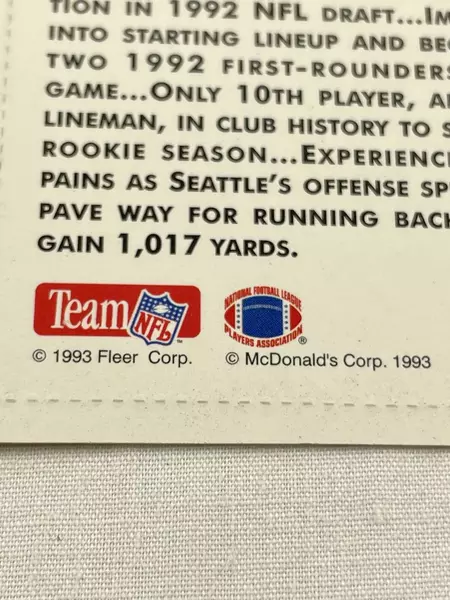 TION IN 1992 NFL DRAFT...IM
INTO STARTING LINEUP AND BE
TWO 1992 FIRST-ROUNDERS
GAME...ONLY 10TH PLAYER, A
LINEMAN, IN CLUB HISTORY TO S
ROOKIE SEASON...EXPERIENC
PAINS AS SEATTLE'S OFFENSE SP
PAVE WAY FOR RUNNING BACK
GAIN 1,017 YARDS.
Team NFL
NATIONAL FOOTBALL LEAGUE
PLAYERS ASSOCIATION ®
© 1993 Fleer Corp. © McDonald's Corp. 1993